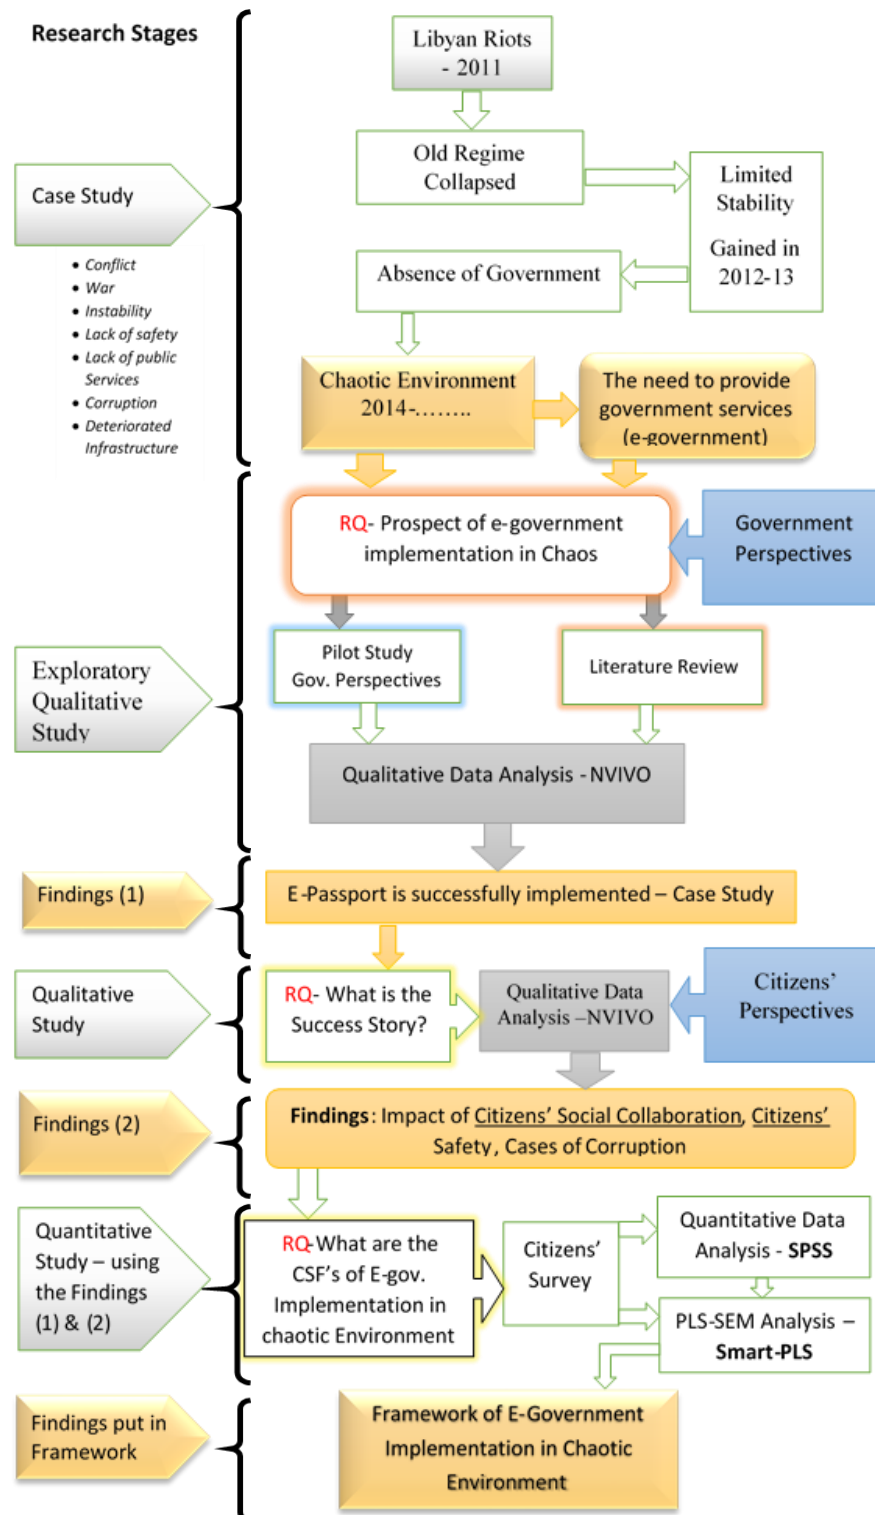 Research Stages
Libyan Riots
- 2011
Old Regime
Collapsed
Limited
Stability
Gained in
2012-13
Case Study
Absence of Government
• Conflict
• War
• Instability
• Lack of safety
• Lack of public
Services
• Corruption
• Deteriorated
Infrastructure
Chaotic Environment
2014-........
The need to provide
government services
(e-government)
RQ- Prospect of e-government
implementation in Chaos
Government
Perspectives
Exploratory
Qualitative
Study
Pilot Study
Gov. Perspectives
Literature Review
Qualitative Data Analysis - NVIVO
Findings (1)
E-Passport is successfully implemented – Case Study
Qualitative
Study
RQ- What is the
Success Story?
Qualitative Data
Analysis –NVIVO
Citizens'
Perspectives
Findings (2)
Findings: Impact of Citizens' Social Collaboration, Citizens'
Safety, Cases of Corruption
Quantitative
Study – using
the Findings
(1) & (2)
RQ-What are the
CSF's of E-gov.
Implementation in
chaotic Environment
Citizens'
Survey
Quantitative Data
Analysis - SPSS
PLS-SEM Analysis –
Smart-PLS
Findings put in
Framework
Framework of E-Government
Implementation in Chaotic
Environment